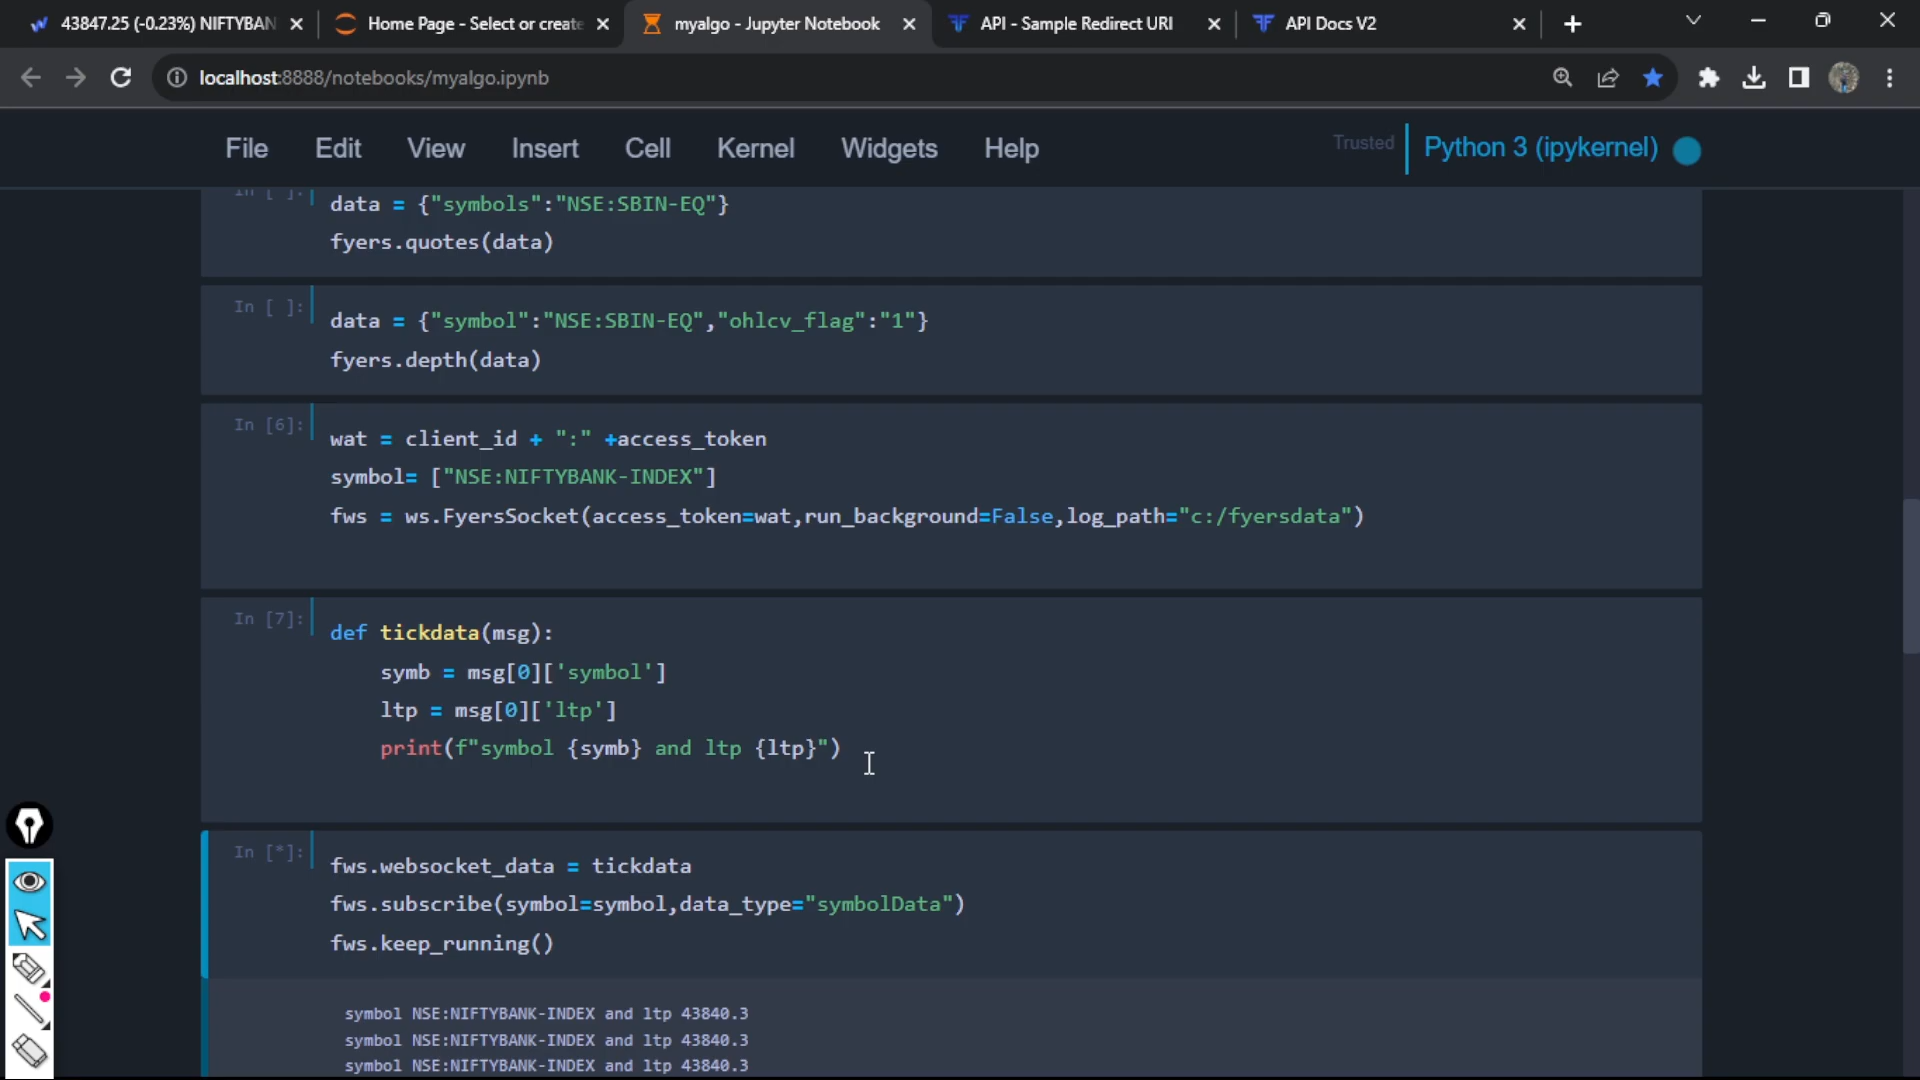 43847.25 (-0.23%) NIFTYBAN
Home Page - Select or create
myalgo - Jupyter Notebook
API - Sample Redirect URI
API Docs V2
localhost:8888/notebooks/myalgo.ipynb
File Edit View Insert Cell Kernel Widgets Help Trusted Python 3 (ipykernel)
In [ ]:
data = {"symbols":"NSE:SBIN-EQ"}
fyers.quotes(data)
In [ ]:
data = {"symbol":"NSE:SBIN-EQ","ohlcv_flag":"1"}
fyers.depth(data)
In [6]:
wat = client_id + ":" +access_token
symbol= ["NSE:NIFTYBANK-INDEX"]
fws = ws.FyersSocket(access_token=wat,run_background=False,log_path="c:/fyersdata")
In [7]:
def tickdata(msg):
symb = msg[0]['symbol']
ltp = msg[0]['ltp']
print(f"symbol {symb} and ltp {ltp}")
In [*]:
fws.websocket_data = tickdata
fws.subscribe(symbol=symbol,data_type="symbolData")
fws.keep_running()
symbol NSE:NIFTYBANK-INDEX and ltp 43840.3
symbol NSE:NIFTYBANK-INDEX and ltp 43840.3
symbol NSE:NIFTYBANK-INDEX and ltp 43840.3